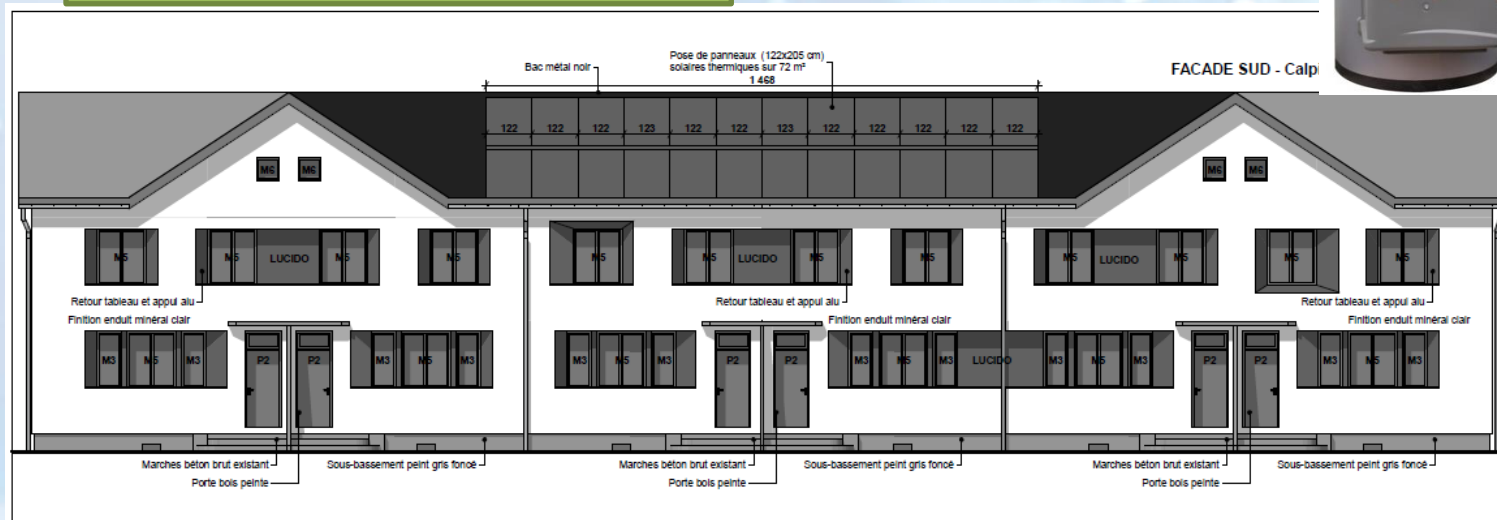 Bac métal noir
Pose de panneaux (122x205 cm)
solaires thermiques sur 72 m²
1 468
FACADE SUD - Calpi
122 122 122 123 122 122 123 122 122 122 122 122
M6 M6 M6 M6
M5 M5 LUCIDO M5 M5 M5 M5 LUCIDO M5 M5 M5 LUCIDO M5 M5 M5
Retour tableau et appui alu Retour tableau et appui alu Retour tableau et appui alu
Finition enduit minéral clair Finition enduit minéral clair Finition enduit minéral clair
M3 M5 M3 P2 P2 M3 M5 M3 M3 M5 M3 P2 P2 M3 M5 M3 LUCIDO M3 M5 M3 P2 P2 M3 M5 M3
Marches béton brut existant Sous-bassement peint gris foncé Marches béton brut existant Sous-bassement peint gris foncé Marches béton brut existant Sous-bassement peint gris foncé
Porte bois peinte Porte bois peinte Porte bois peinte